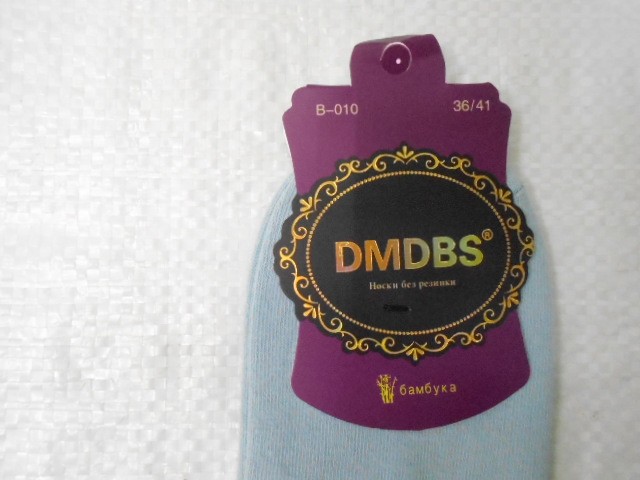 B-010 36/41
DMDBS®
Носки без резинки
бамбука